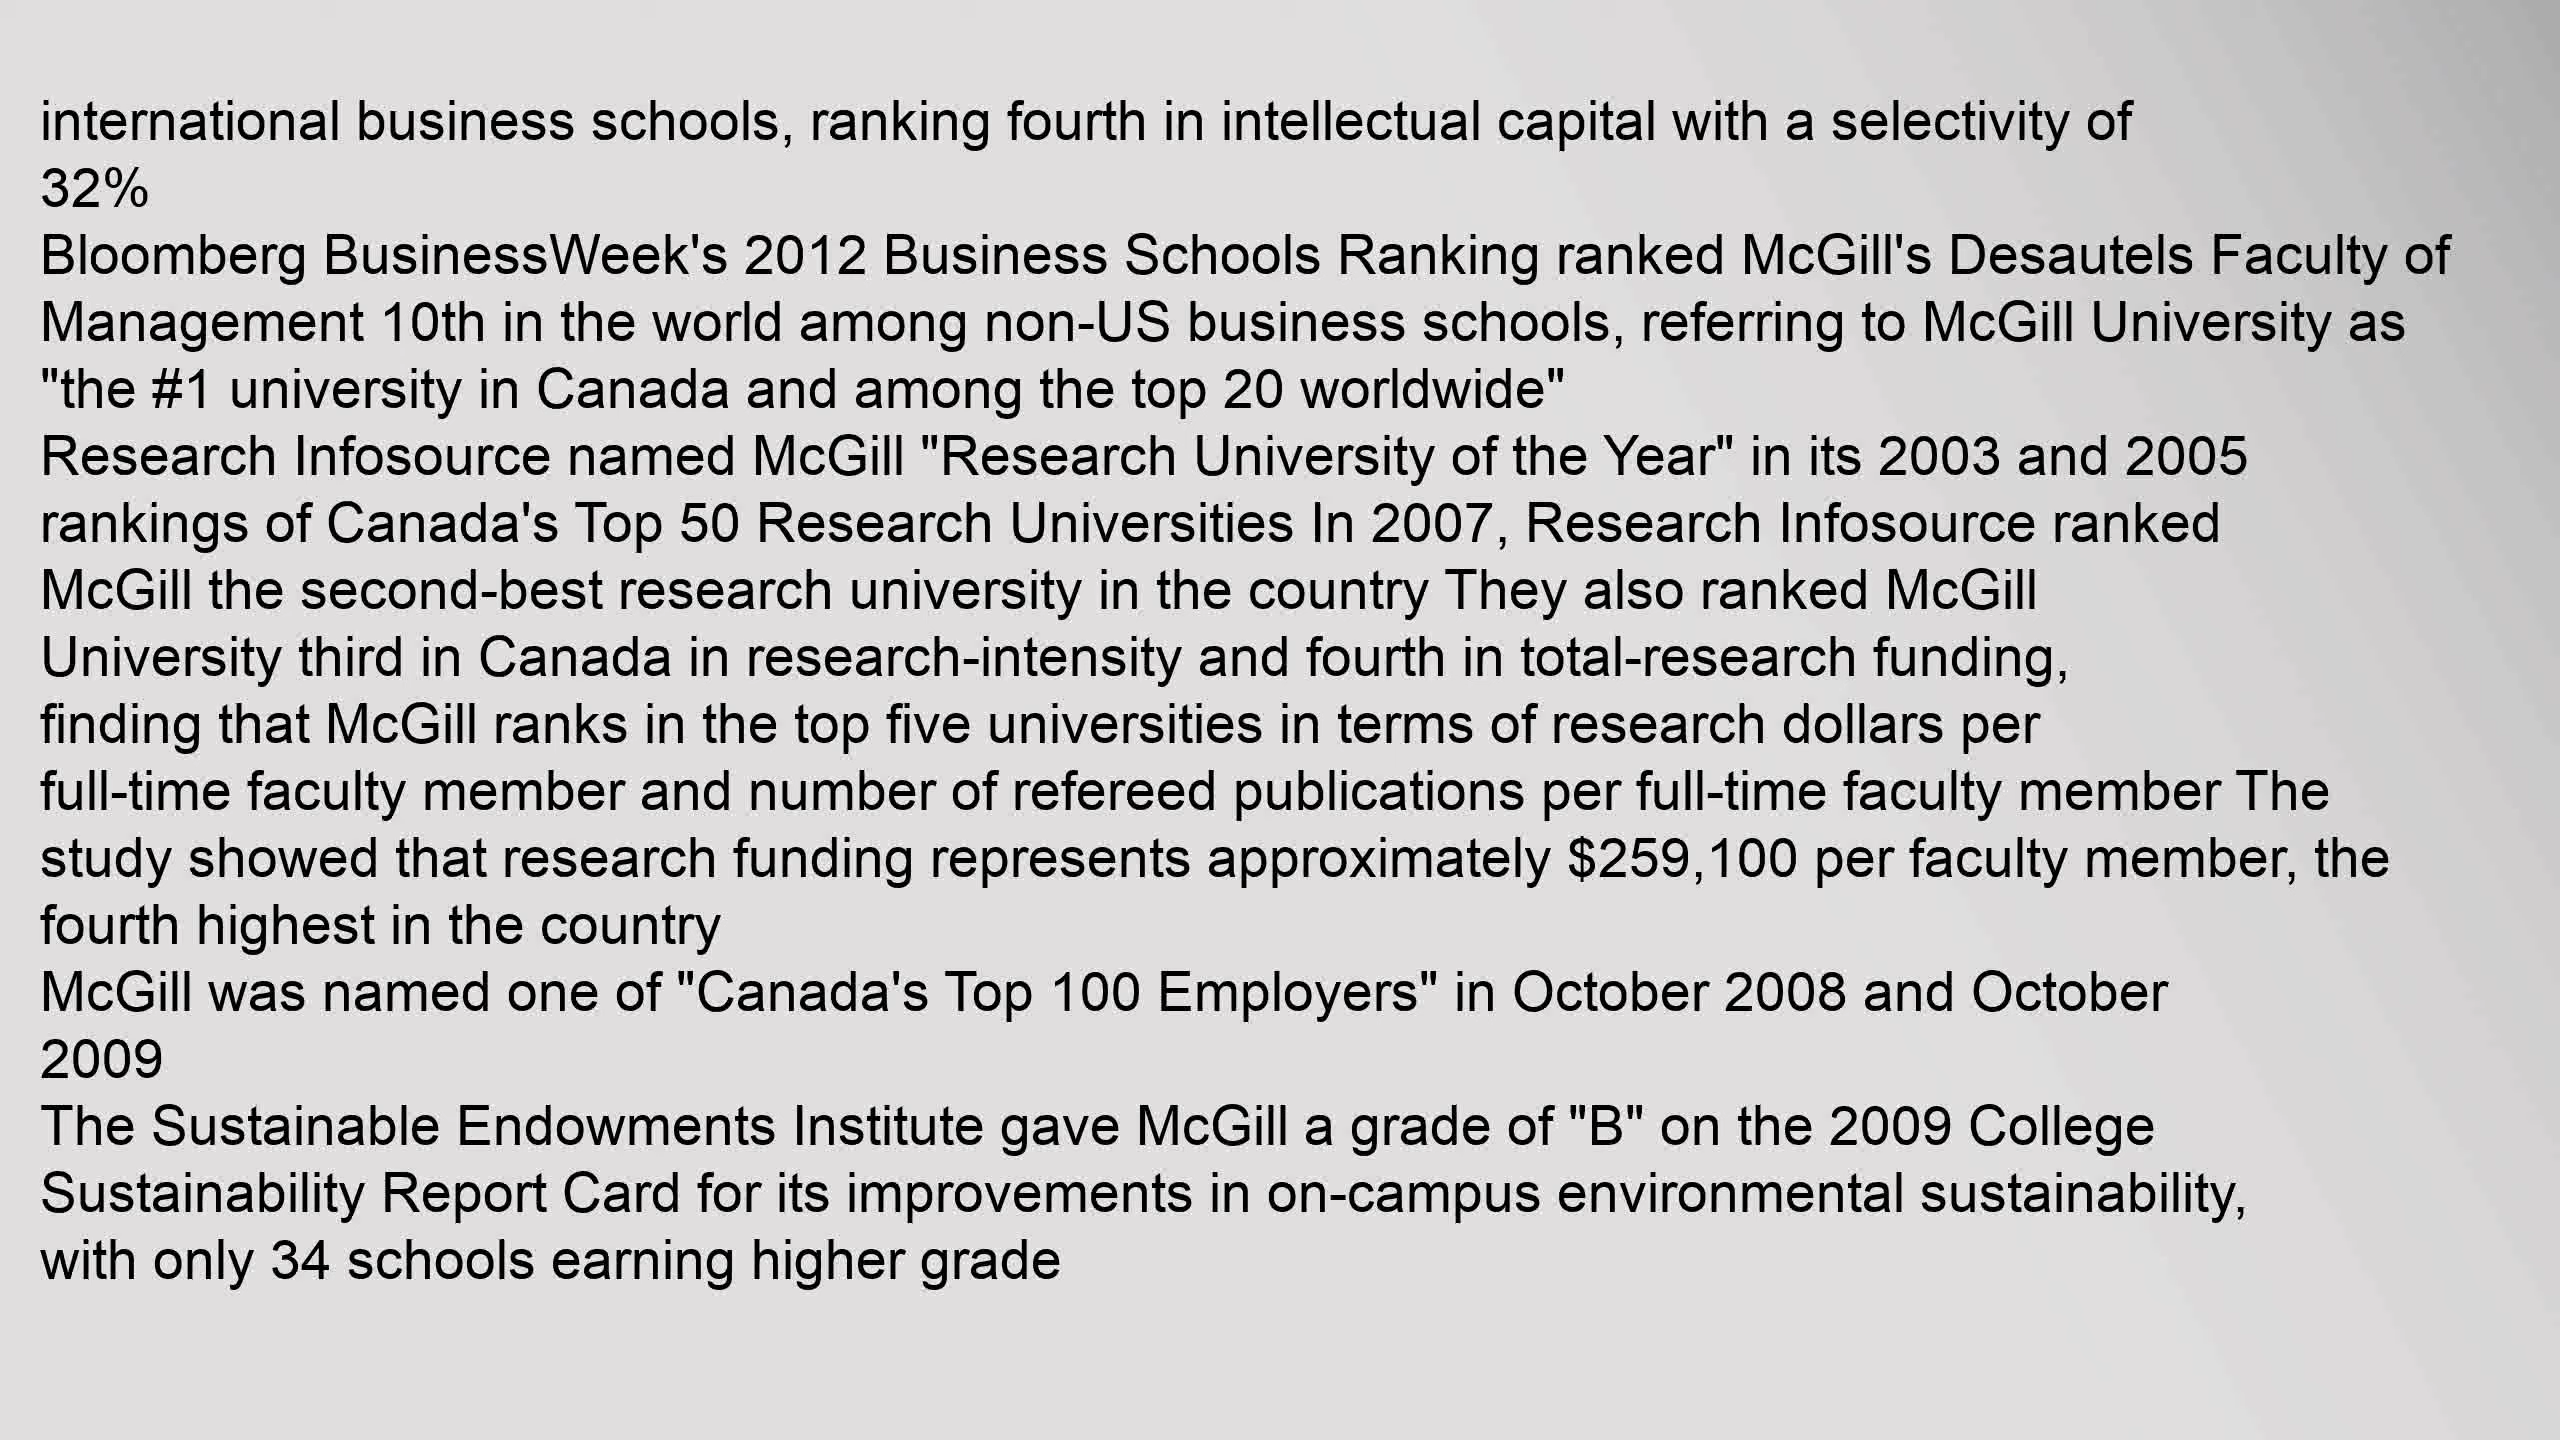 international business schools, ranking fourth in intellectual capital with a selectivity of
32%
Bloomberg BusinessWeek's 2012 Business Schools Ranking ranked McGill's Desautels Faculty of
Management 10th in the world among non-US business schools, referring to McGill University as
"the #1 university in Canada and among the top 20 worldwide"
Research Infosource named McGill "Research University of the Year" in its 2003 and 2005
rankings of Canada's Top 50 Research Universities In 2007, Research Infosource ranked
McGill the second-best research university in the country They also ranked McGill
University third in Canada in research-intensity and fourth in total-research funding,
finding that McGill ranks in the top five universities in terms of research dollars per
full-time faculty member and number of refereed publications per full-time faculty member The
study showed that research funding represents approximately $259,100 per faculty member, the
fourth highest in the country
McGill was named one of "Canada's Top 100 Employers" in October 2008 and October
2009
The Sustainable Endowments Institute gave McGill a grade of "B" on the 2009 College
Sustainability Report Card for its improvements in on-campus environmental sustainability,
with only 34 schools earning higher grade